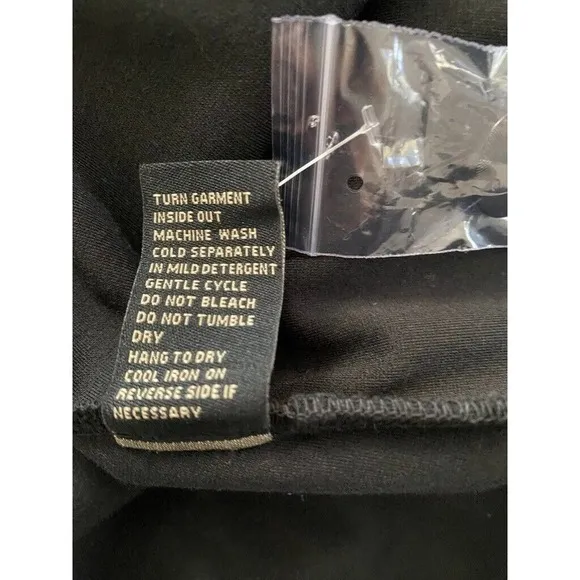 TURN GARMENT
INSIDE OUT
MACHINE WASH
COLD SEPARATELY
IN MILD DETERGENT
GENTLE CYCLE
DO NOT BLEACH
DO NOT TUMBLE
DRY
HANG TO DRY
COOL IRON ON
REVERSE SIDE IF
NECESSARY